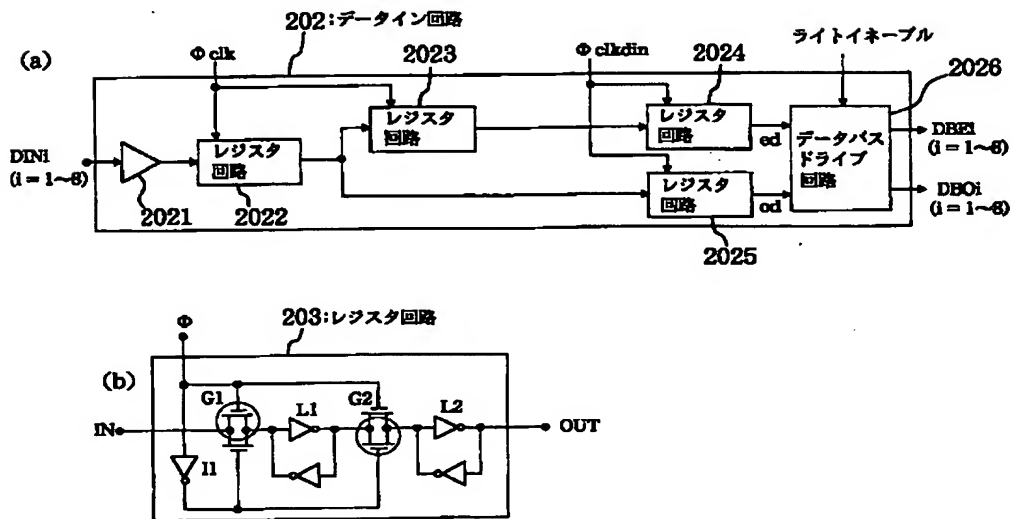 202:データイン回路
(a)
Φclk
2023
Φclkdin
2024
ライトイネーブル
2026
レジスタ
回路
レジスタ
回路
ed
データバス
ドライブ
回路
DBEi
(i=1~8)
DINi
(i=1~8)
2021
レジスタ
回路
2022
レジスタ
回路
od
DBOi
(i=1~8)
2025
Φ
203:レジスタ回路
(b)
G1
L1
G2
L2
IN
OUT
I1